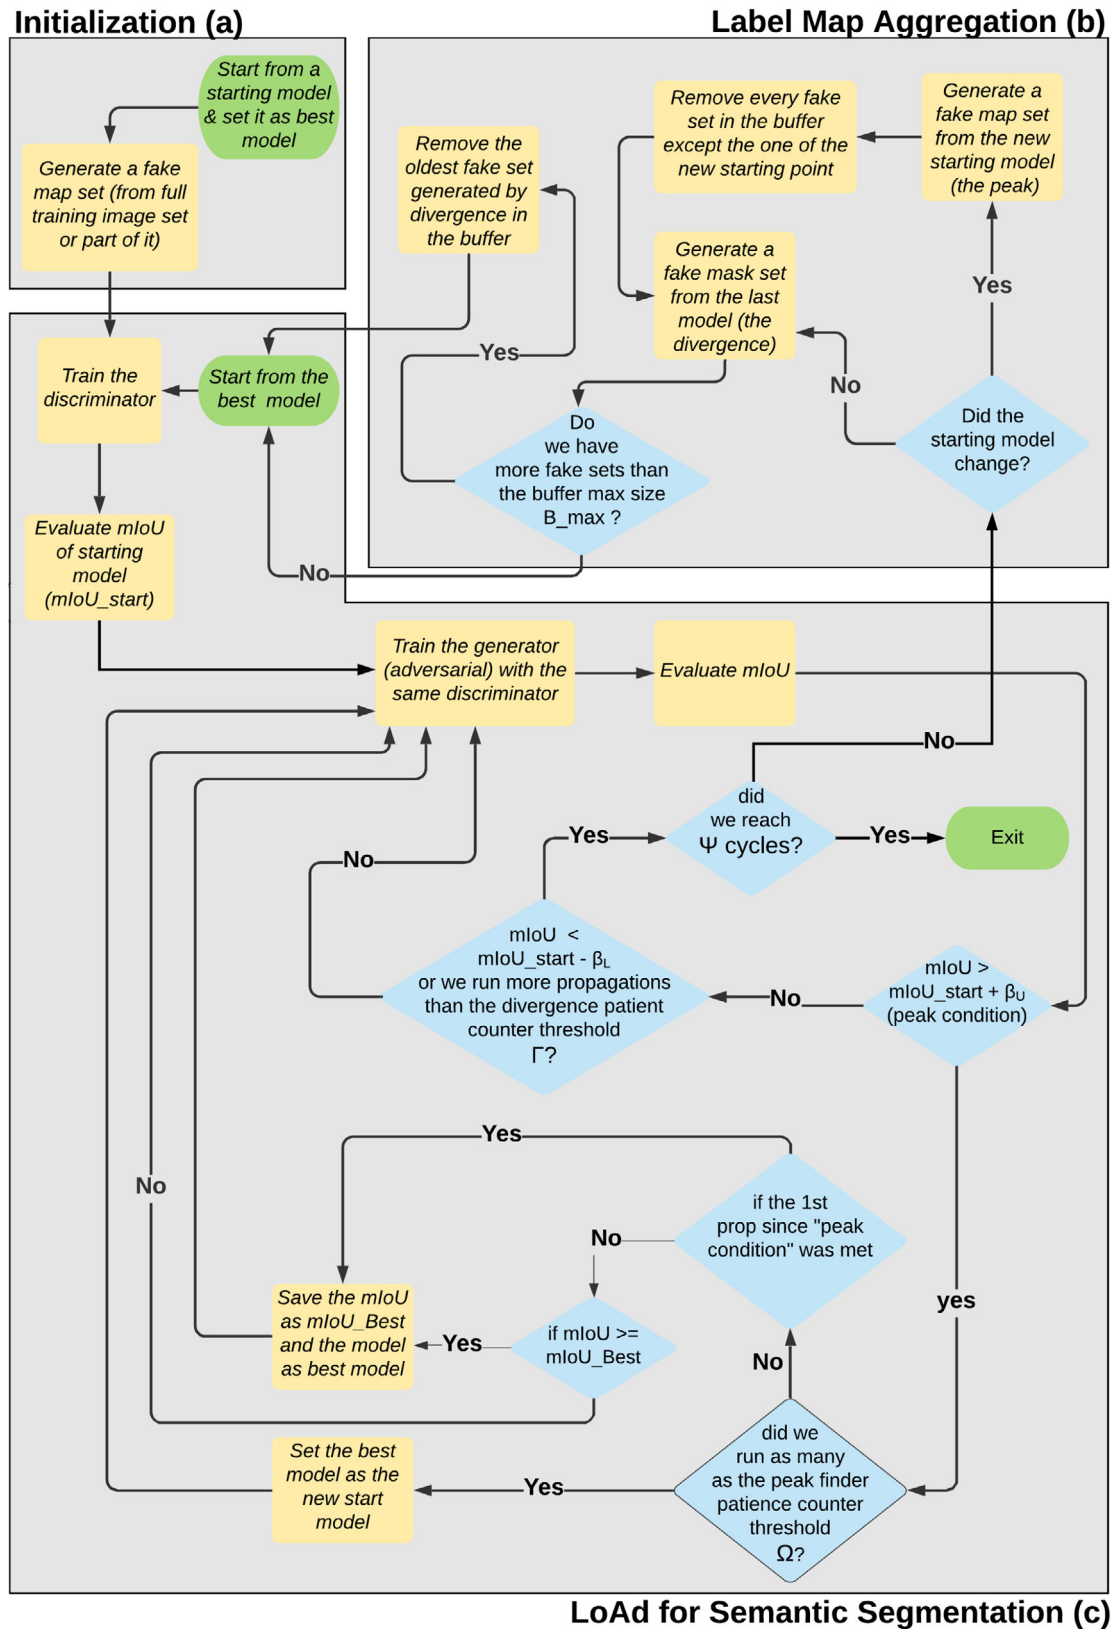 Initialization (a)
Start from a
starting model
& set it as best
model
Generate a fake
map set (from full
training image set
or part of it)
Label Map Aggregation (b)
Remove the
oldest fake set
generated by
divergence in
the buffer
Remove every fake
set in the buffer
except the one of the
new starting point
Generate a
fake map set
from the new
starting model
(the peak)
Generate a
fake mask set
from the last
model (the
divergence)
Yes
Yes
No
Did the
starting model
change?
Do
we have
more fake sets than
the buffer max size
B_max ?
No
Train the
discriminator
Start from the
best model
Evaluate mIoU
of starting
model
(mIoU_start)
Train the generator
(adversarial) with the
same discriminator
Evaluate mIoU
No
did
we reach
Ψ cycles?
Yes
Yes
Exit
No
mIoU <
mIoU_start - β_L
or we run more propagations
than the divergence patient
counter threshold
Γ?
No
mIoU >
mIoU_start + β_U
(peak condition)
Yes
if the 1st
prop since "peak
condition" was met
No
No
yes
Save the mIoU
as mIoU_Best
and the model
as best model
Yes
if mIoU >=
mIoU_Best
No
did we
run as many
as the peak finder
patience counter
threshold
Ω?
Yes
Set the best
model as the
new start
model
LoAd for Semantic Segmentation (c)